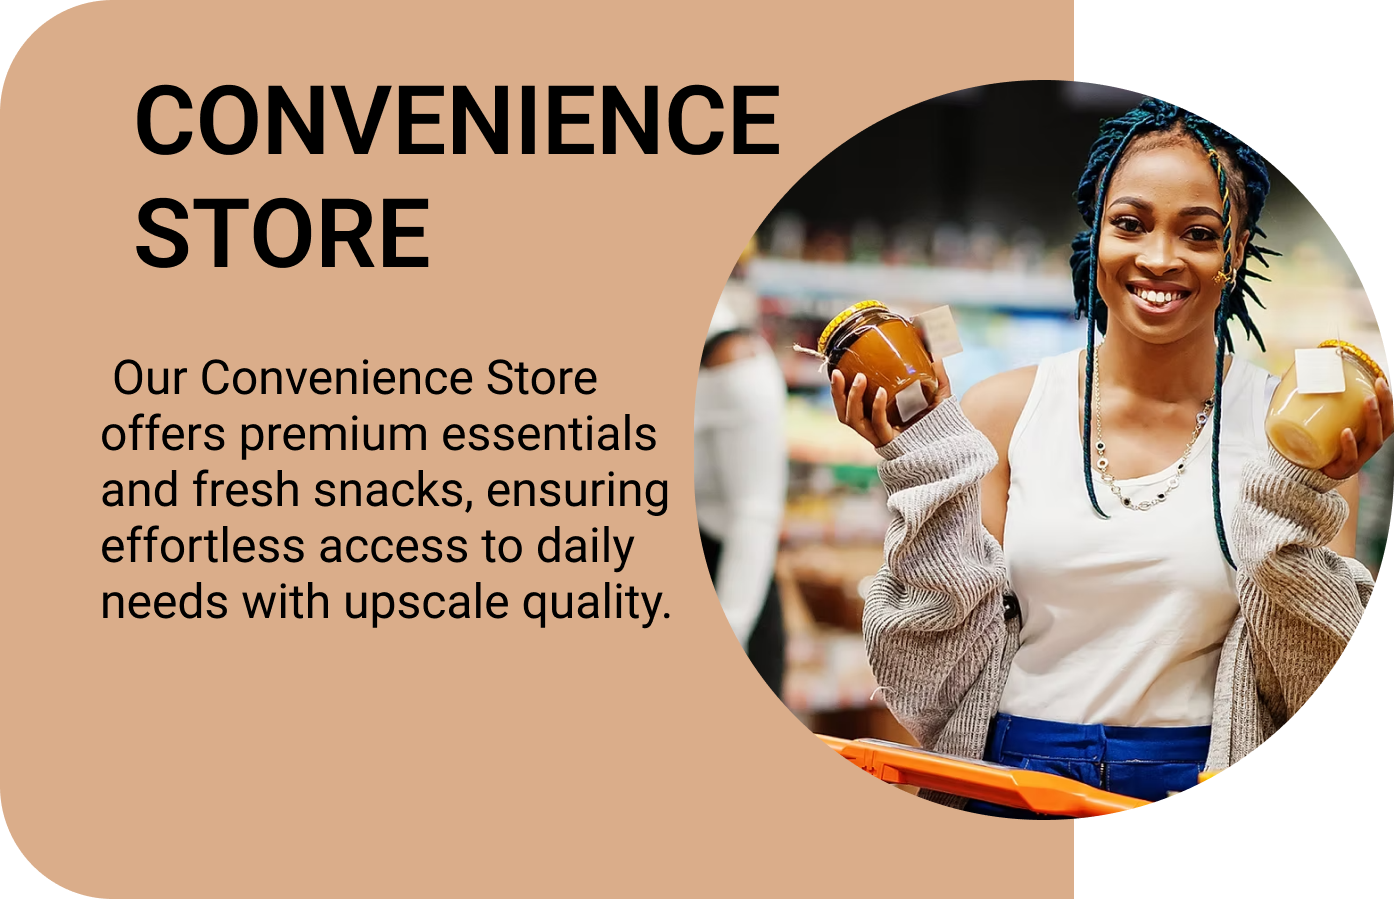 CONVENIENCE
STORE
Our Convenience Store
offers premium essentials
and fresh snacks, ensuring
effortless access to daily
needs with upscale quality.